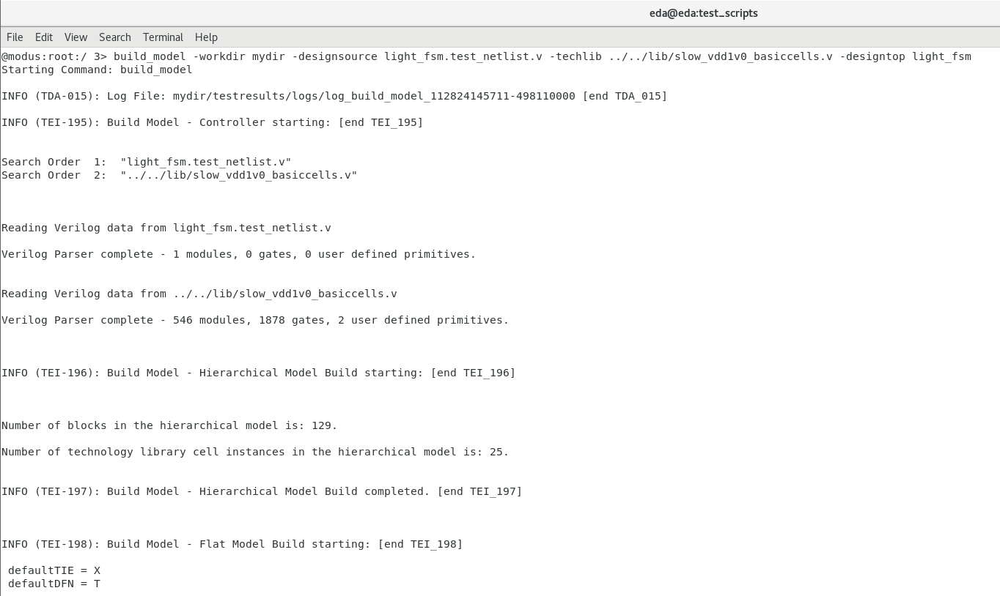 eda@eda:test_scripts
File Edit View Search Terminal Help
@modus:root:/ 3> build_model -workdir mydir -designsource light_fsm.test_netlist.v -techlib ../../lib/slow_vdd1v0_basiccells.v -designtop light_fsm
Starting Command: build_model
INFO (TDA-015): Log File: mydir/testresults/logs/log_build_model_112824145711-498110000 [end TDA_015]
INFO (TEI-195): Build Model - Controller starting: [end TEI_195]
Search Order  1:  "light_fsm.test_netlist.v"
Search Order  2:  "../../lib/slow_vdd1v0_basiccells.v"
Reading Verilog data from light_fsm.test_netlist.v
Verilog Parser complete - 1 modules, 0 gates, 0 user defined primitives.
Reading Verilog data from ../../lib/slow_vdd1v0_basiccells.v
Verilog Parser complete - 546 modules, 1878 gates, 2 user defined primitives.
INFO (TEI-196): Build Model - Hierarchical Model Build starting: [end TEI_196]
Number of blocks in the hierarchical model is: 129.
Number of technology library cell instances in the hierarchical model is: 25.
INFO (TEI-197): Build Model - Hierarchical Model Build completed. [end TEI_197]
INFO (TEI-198): Build Model - Flat Model Build starting: [end TEI_198]
defaultTIE = X
defaultDFN = T